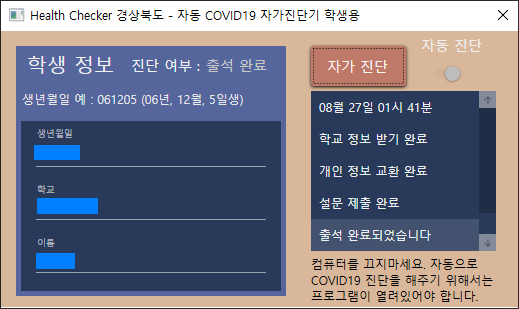 Health Checker 경상북도 - 자동 COVID19 자가진단기 학생용
학생 정보 진단 여부 : 출석 완료
생년월일 예 : 061205 (06년, 12월, 5일생)
생년월일
학교
이름
자가 진단
자동 진단
08월 27일 01시 41분
학교 정보 받기 완료
개인 정보 교환 완료
설문 제출 완료
출석 완료되었습니다
컴퓨터를 끄지마세요. 자동으로
COVID19 진단을 해주기 위해서는
프로그램이 열려있어야 합니다.